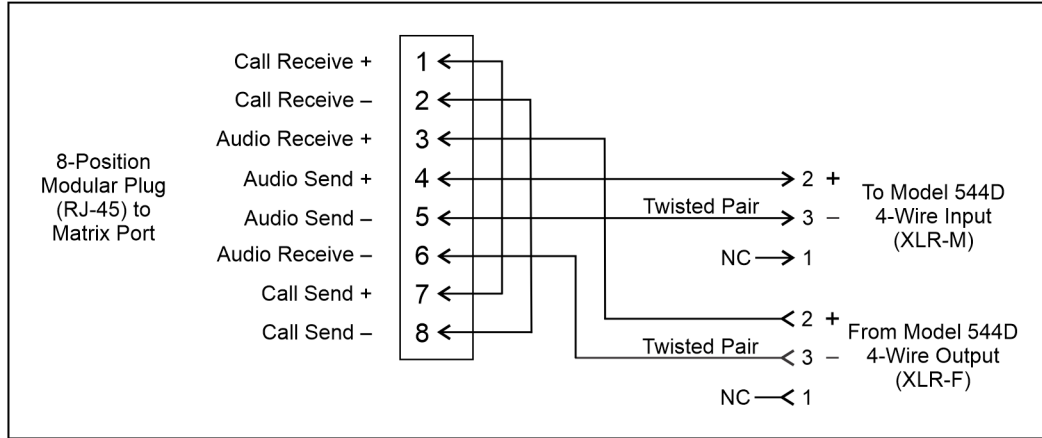 8-Position
Modular Plug
(RJ-45) to
Matrix Port
Call Receive + 1
Call Receive – 2
Audio Receive + 3
Audio Send + 4
Audio Send – 5
Audio Receive – 6
Call Send + 7
Call Send – 8
2 +
Twisted Pair 3 –
NC 1
To Model 544D
4-Wire Input
(XLR-M)
2 +
Twisted Pair 3 –
NC 1
From Model 544D
4-Wire Output
(XLR-F)